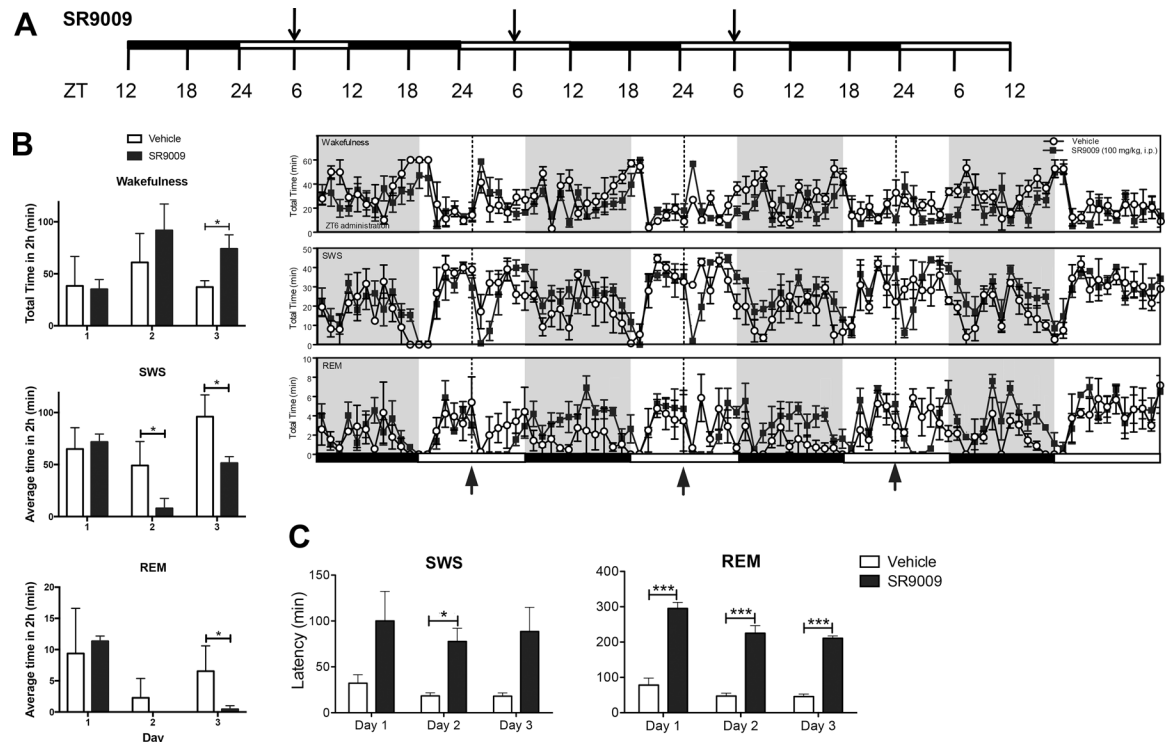 A
SR9009
ZT 12 18 24 6 12 18 24 6 12 18 24 6 12 18 24 6 12
B
Vehicle
SR9009
Wakefulness
Total Time in 2h (min)
100
50
0
1 2 3
*
SWS
Average time in 2h (min)
100
50
0
1 2 3
*
*
REM
Average time in 2h (min)
20
15
10
5
0
1 2 3
*
Day
Wakefulness
Vehicle
SR9009 (100 mg/kg, i.p.)
Total Time (min)
60
40
20
0
ZT6 administration
SWS
Total Time (min)
50
40
30
20
10
0
REM
Total Time (min)
10
8
6
4
2
0
C
SWS
Latency (min)
150
100
50
0
*
Day 1 Day 2 Day 3
REM
400
300
200
100
0
***
***
***
Day 1 Day 2 Day 3
Vehicle
SR9009